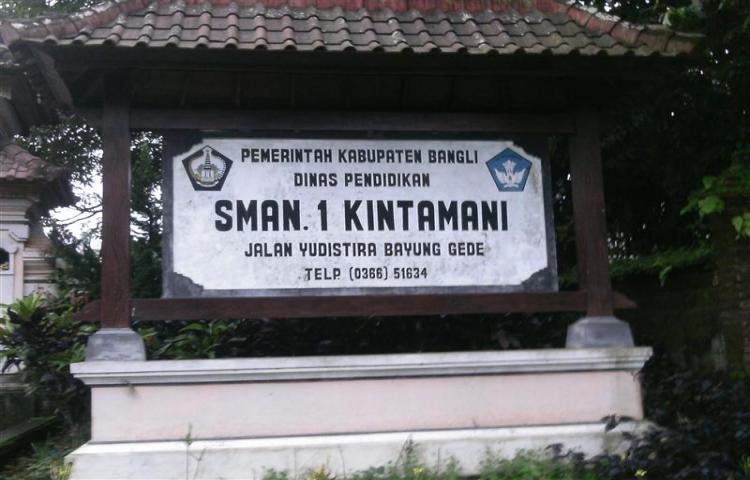 PEMERINTAH KABUPATEN BANGLI
DINAS PENDIDIKAN
SMAN. 1 KINTAMANI
JALAN YUDISTIRA BAYUNG GEDE
TELP. (0366) 51634